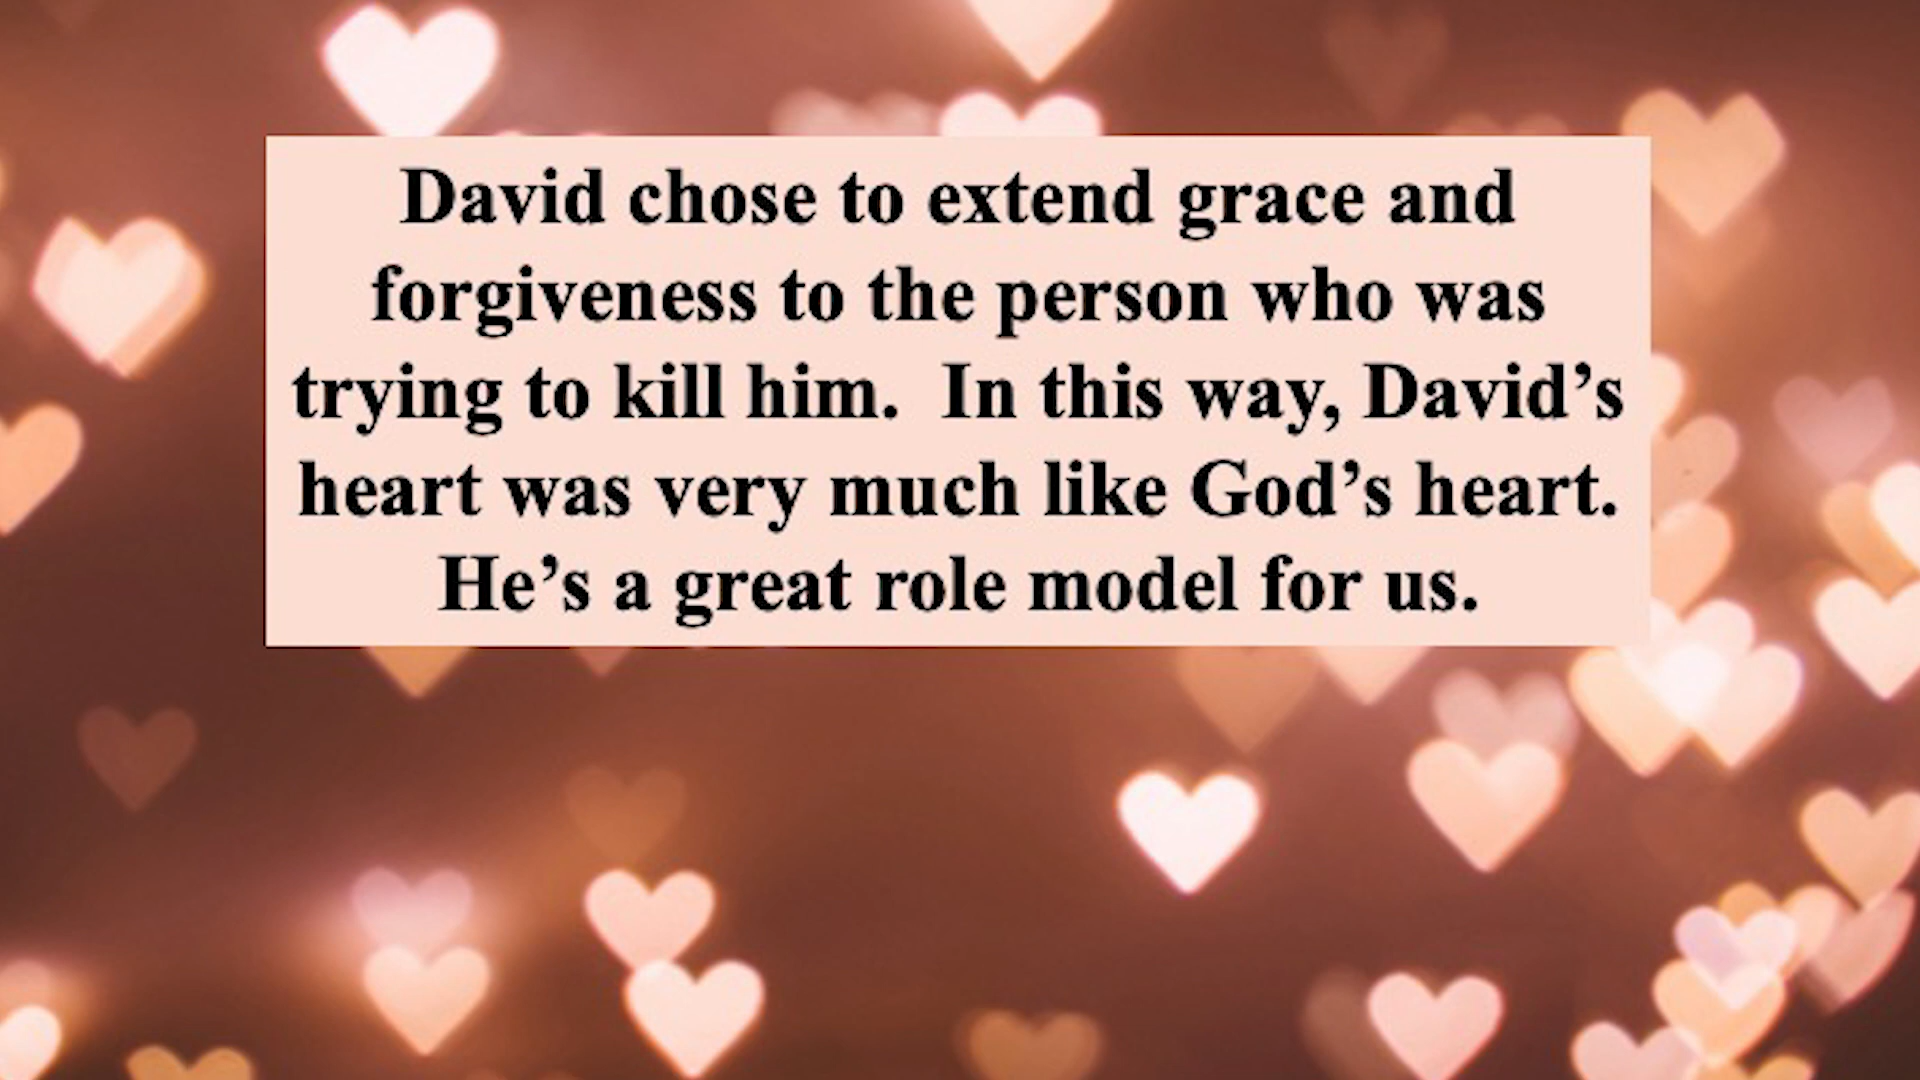 David chose to extend grace and
forgiveness to the person who was
trying to kill him.  In this way, David’s
heart was very much like God’s heart.
He’s a great role model for us.